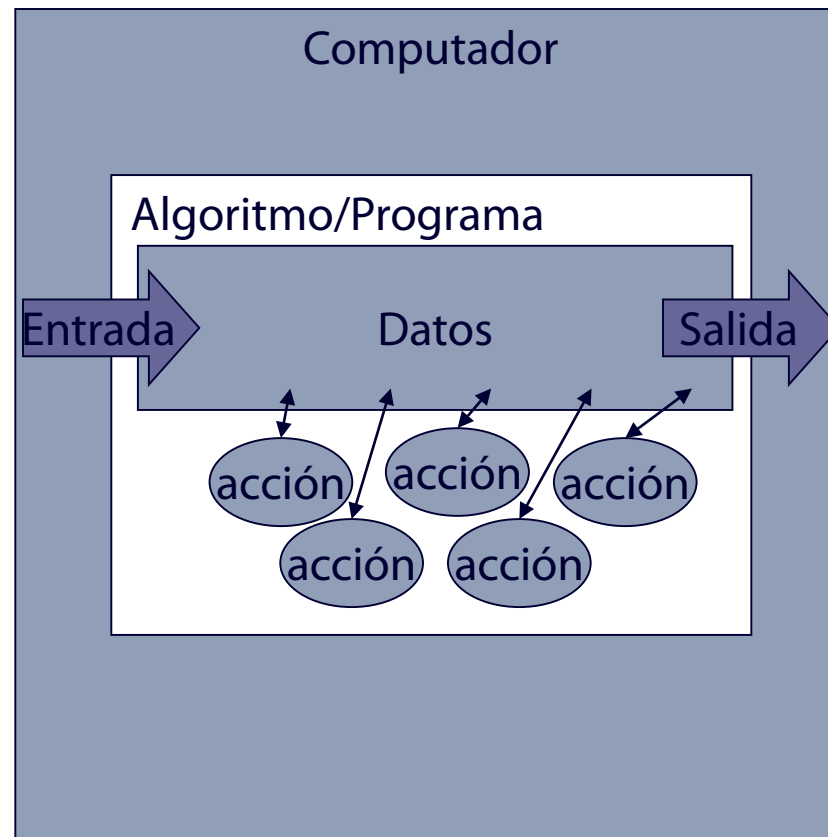 Computador
Algoritmo/Programa
Entrada
Datos
Salida
acción
acción
acción
acción
acción